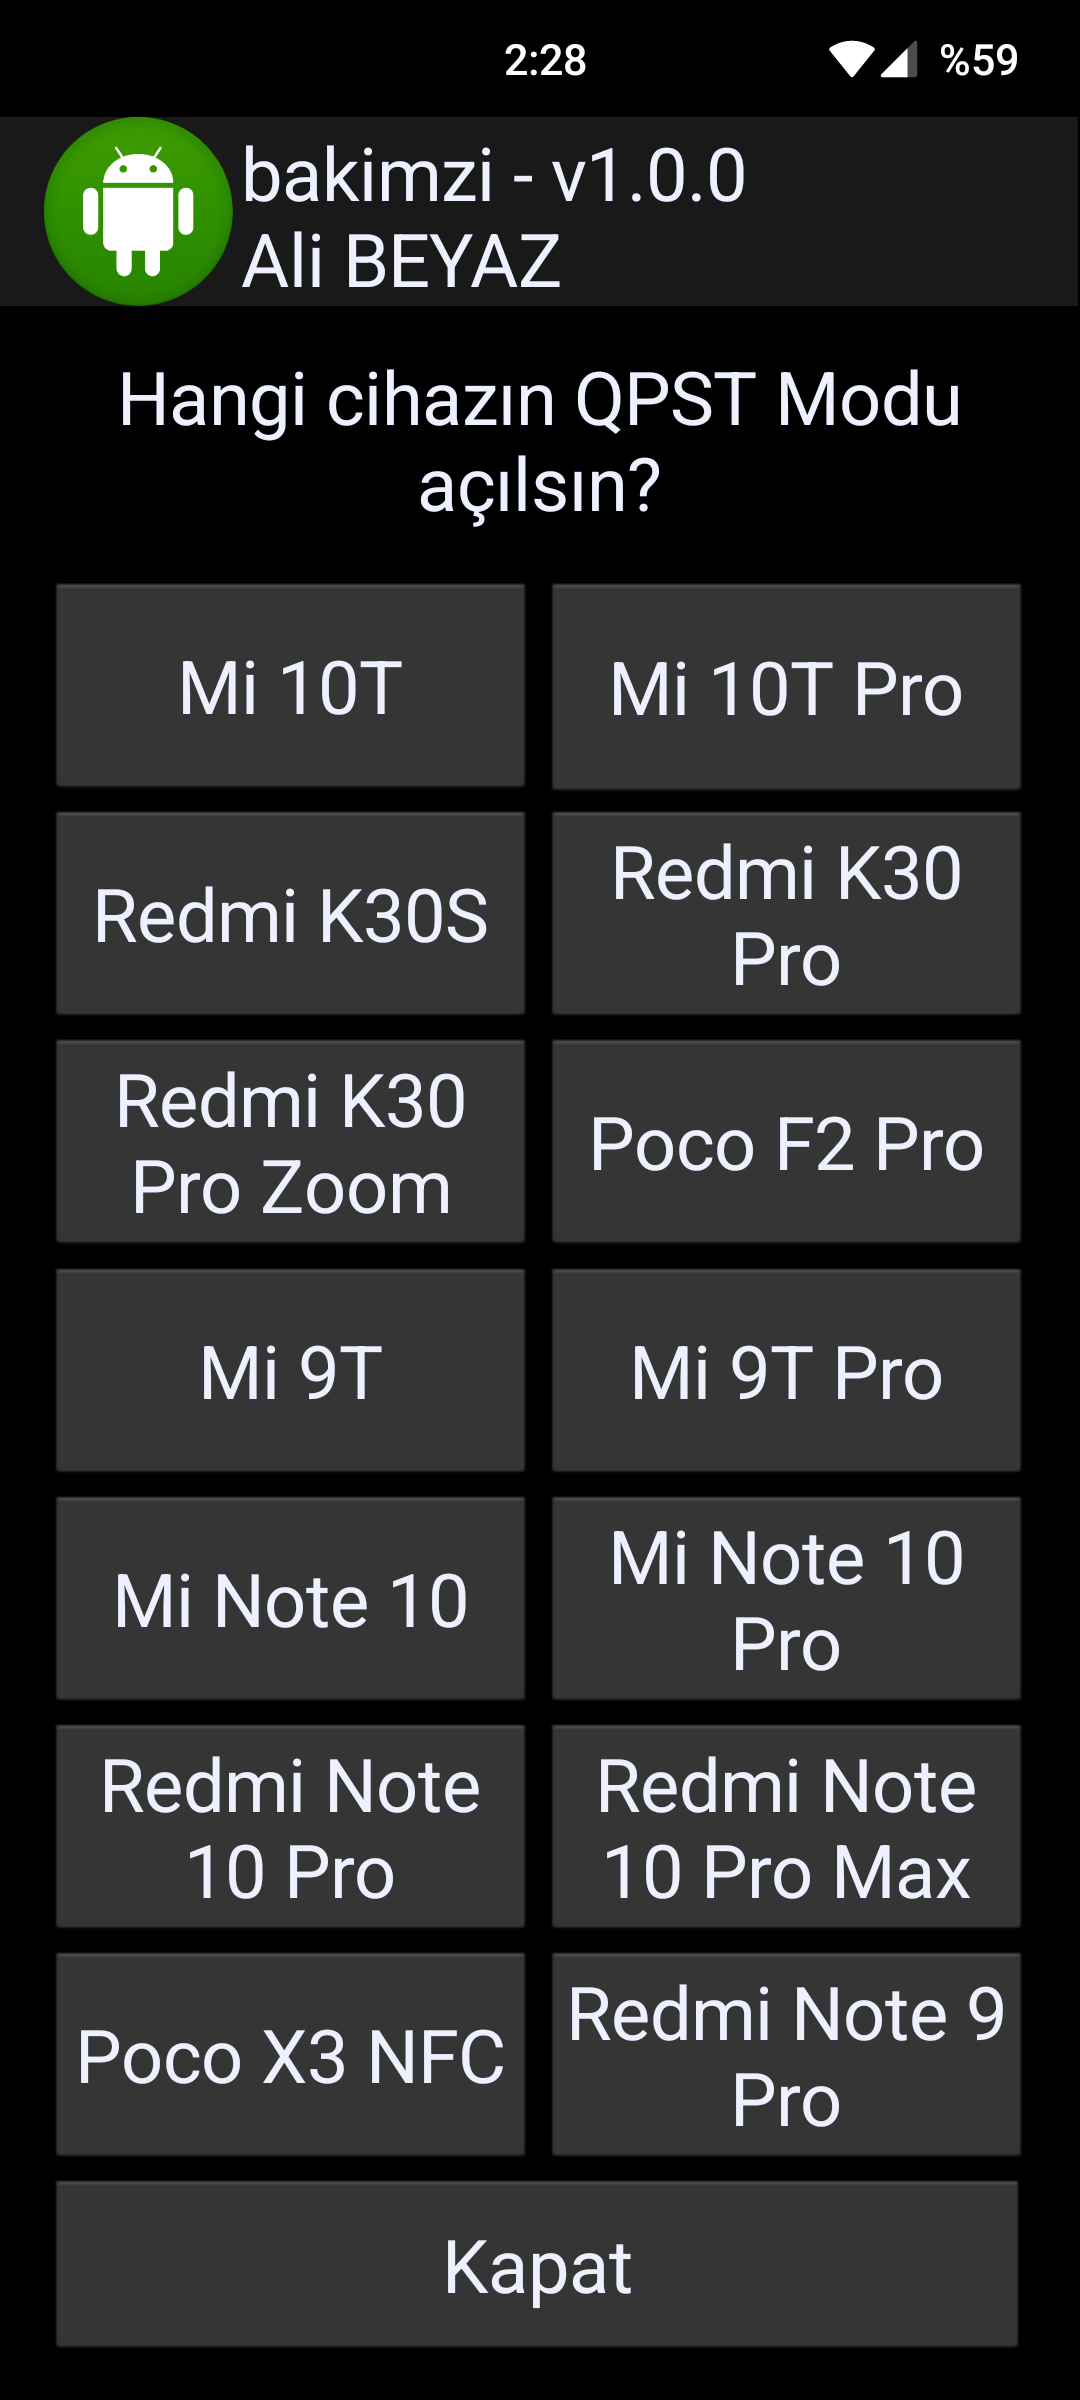 2:28
%59
bakimzi - v1.0.0
Ali BEYAZ
Hangi cihazın QPST Modu
açılsın?
Mi 10T
Mi 10T Pro
Redmi K30S
Redmi K30
Pro
Redmi K30
Pro Zoom
Poco F2 Pro
Mi 9T
Mi 9T Pro
Mi Note 10
Mi Note 10
Pro
Redmi Note
10 Pro
Redmi Note
10 Pro Max
Poco X3 NFC
Redmi Note 9
Pro
Kapat